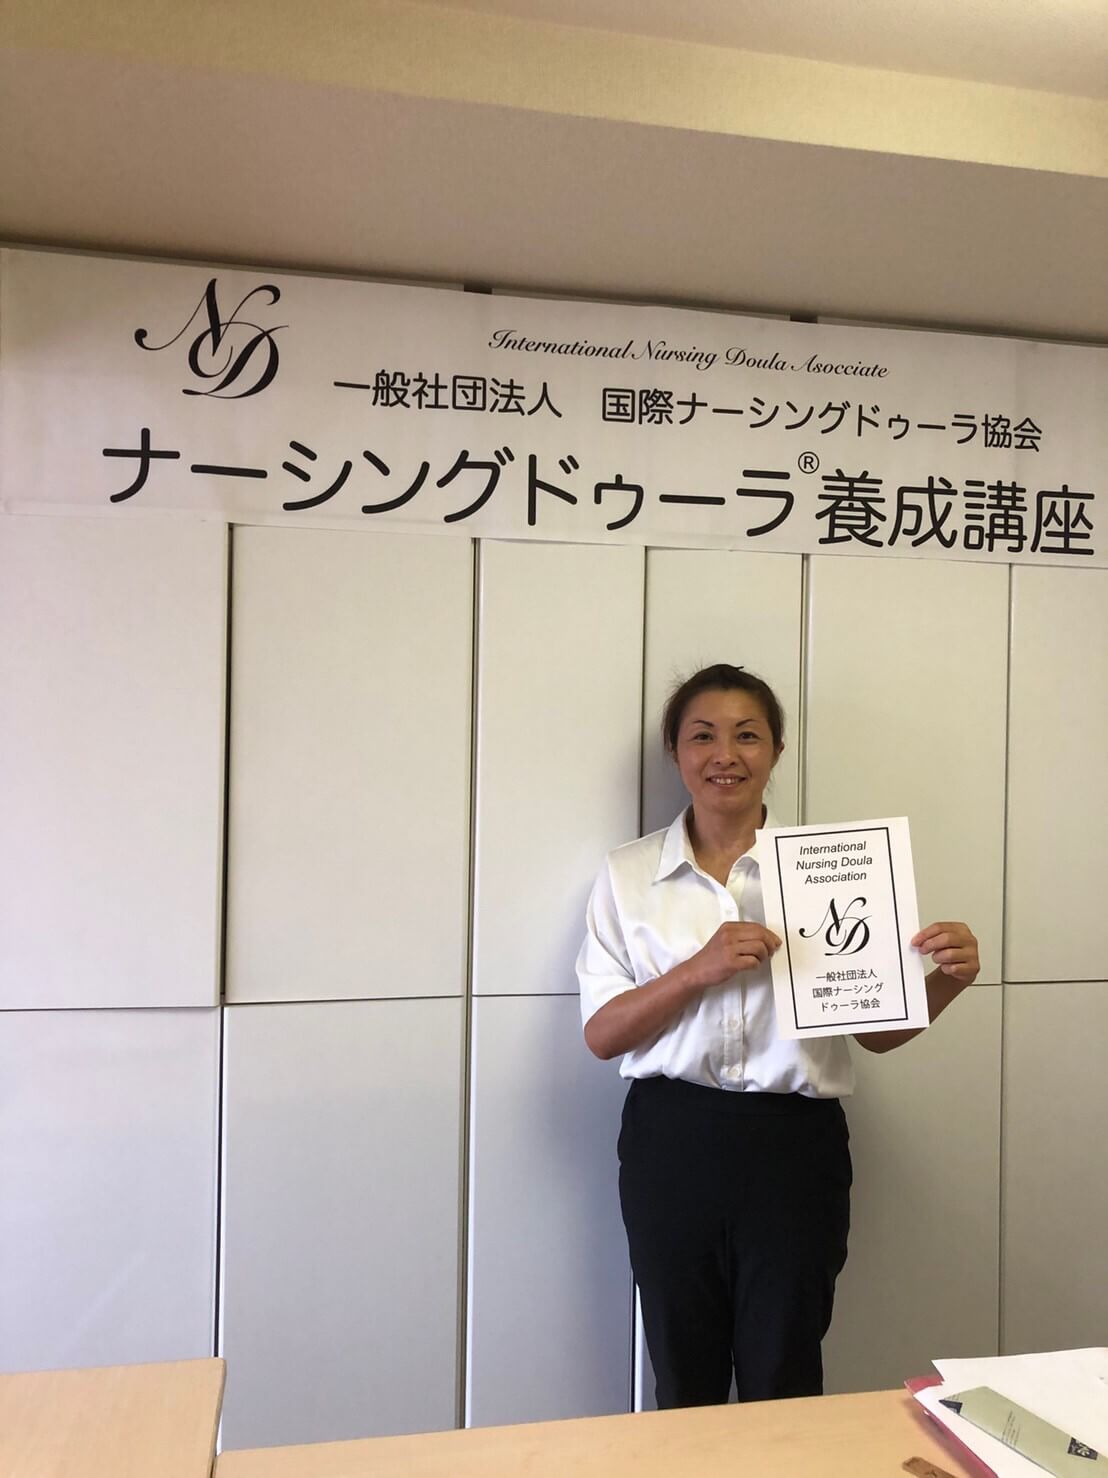 ND
International Nursing Doula Asocciate
一般社団法人 国際ナーシングドゥーラ協会
ナーシングドゥーラ®養成講座
International
Nursing Doula
Association
ND
一般社団法人
国際ナーシング
ドゥーラ協会